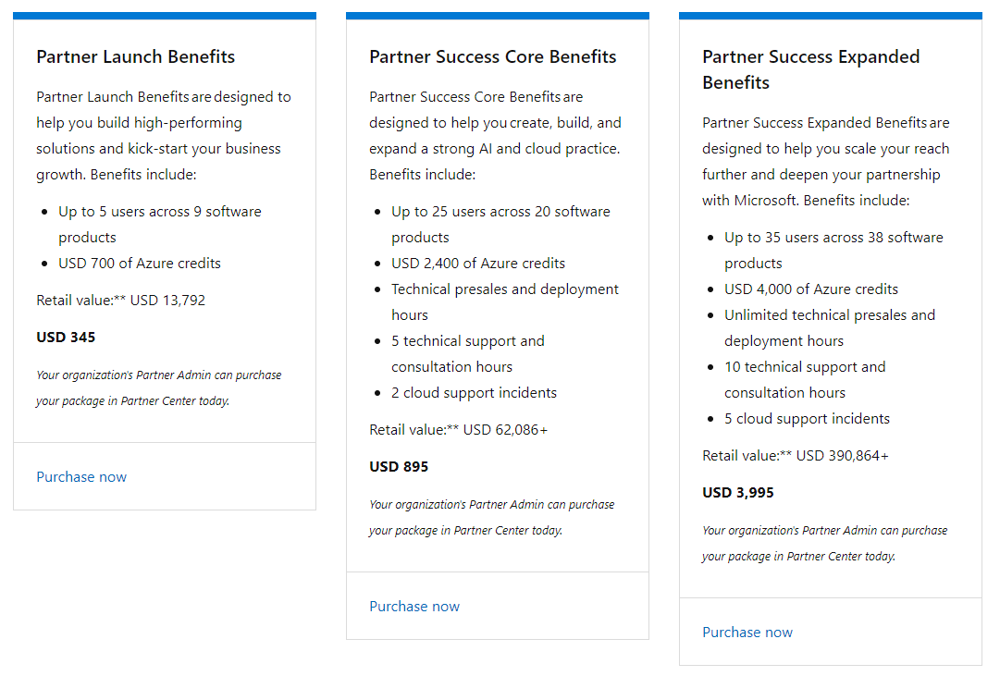 Partner Launch Benefits
Partner Launch Benefits are designed to
help you build high-performing
solutions and kick-start your business
growth. Benefits include:
• Up to 5 users across 9 software
products
• USD 700 of Azure credits
Retail value:** USD 13,792
USD 345
Your organization's Partner Admin can purchase
your package in Partner Center today.
Purchase now
Partner Success Core Benefits
Partner Success Core Benefits are
designed to help you create, build, and
expand a strong AI and cloud practice.
Benefits include:
• Up to 25 users across 20 software
products
• USD 2,400 of Azure credits
• Technical presales and deployment
hours
• 5 technical support and
consultation hours
• 2 cloud support incidents
Retail value:** USD 62,086+
USD 895
Your organization's Partner Admin can purchase
your package in Partner Center today.
Purchase now
Partner Success Expanded
Benefits
Partner Success Expanded Benefits are
designed to help you scale your reach
further and deepen your partnership
with Microsoft. Benefits include:
• Up to 35 users across 38 software
products
• USD 4,000 of Azure credits
• Unlimited technical presales and
deployment hours
• 10 technical support and
consultation hours
• 5 cloud support incidents
Retail value:** USD 390,864+
USD 3,995
Your organization's Partner Admin can purchase
your package in Partner Center today.
Purchase now